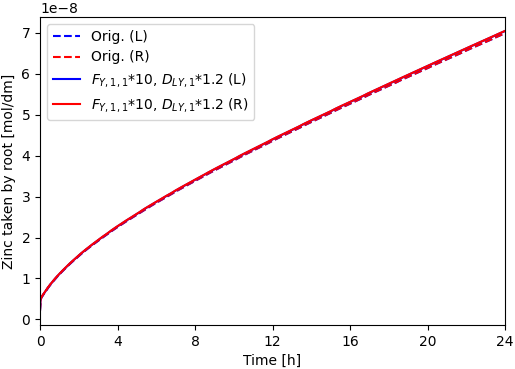 1e−8
7
6
5
4
3
2
1
0
Zinc taken by root [mol/dm]
Orig. (L)
Orig. (R)
F_{Y,1,1}*10, D_{LY,1}*1.2 (L)
F_{Y,1,1}*10, D_{LY,1}*1.2 (R)
0 4 8 12 16 20 24
Time [h]